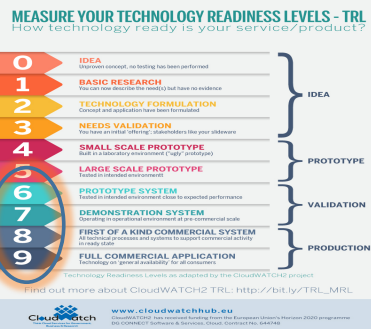 MEASURE YOUR TECHNOLOGY READINESS LEVELS - TRL
How technology ready is your service/product?
0 IDEA
Unproven concept, no testing has been performed
1 BASIC RESEARCH
You can now describe the need(s) but have no evidence
2 TECHNOLOGY FORMULATION
Concept and application have been formulated
IDEA
3 NEEDS VALIDATION
You have an initial 'offering'; stakeholders like your slideware
4 SMALL SCALE PROTOTYPE
Built in a laboratory environment ("ugly" prototype)
PROTOTYPE
5 LARGE SCALE PROTOTYPE
Tested in intended environment
6 PROTOTYPE SYSTEM
Tested in intended environment close to expected performance
VALIDATION
7 DEMONSTRATION SYSTEM
Operating in operational environment at pre-commercial scale
8 FIRST OF A KIND COMMERCIAL SYSTEM
All technical processes and systems to support commercial activity
in ready state
PRODUCTION
9 FULL COMMERCIAL APPLICATION
Technology on 'general availability' for all consumers
Technology Readiness Levels as adapted by the CloudWATCH2 project
Find out more about CloudWATCH2 TRL: http://bit.ly/TRL_MRL
CloudWatch
www.cloudwatchhub.eu
CloudWATCH2 has received funding from the European Union's Horizon 2020 programme
DG CONNECT Software & Services, Cloud. Contract No. 644748